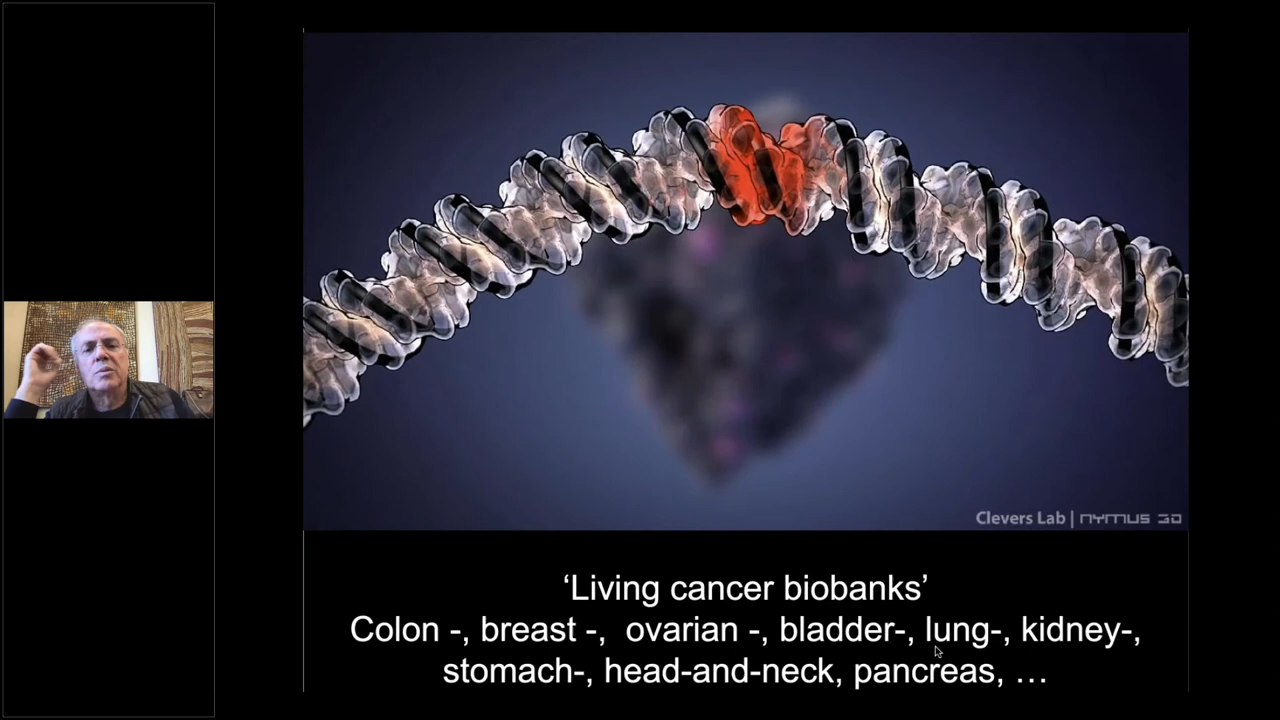 Clevers Lab | NYMUS 3D
‘Living cancer biobanks’
Colon -, breast -,  ovarian -, bladder-, lung-, kidney-,
stomach-, head-and-neck, pancreas, …